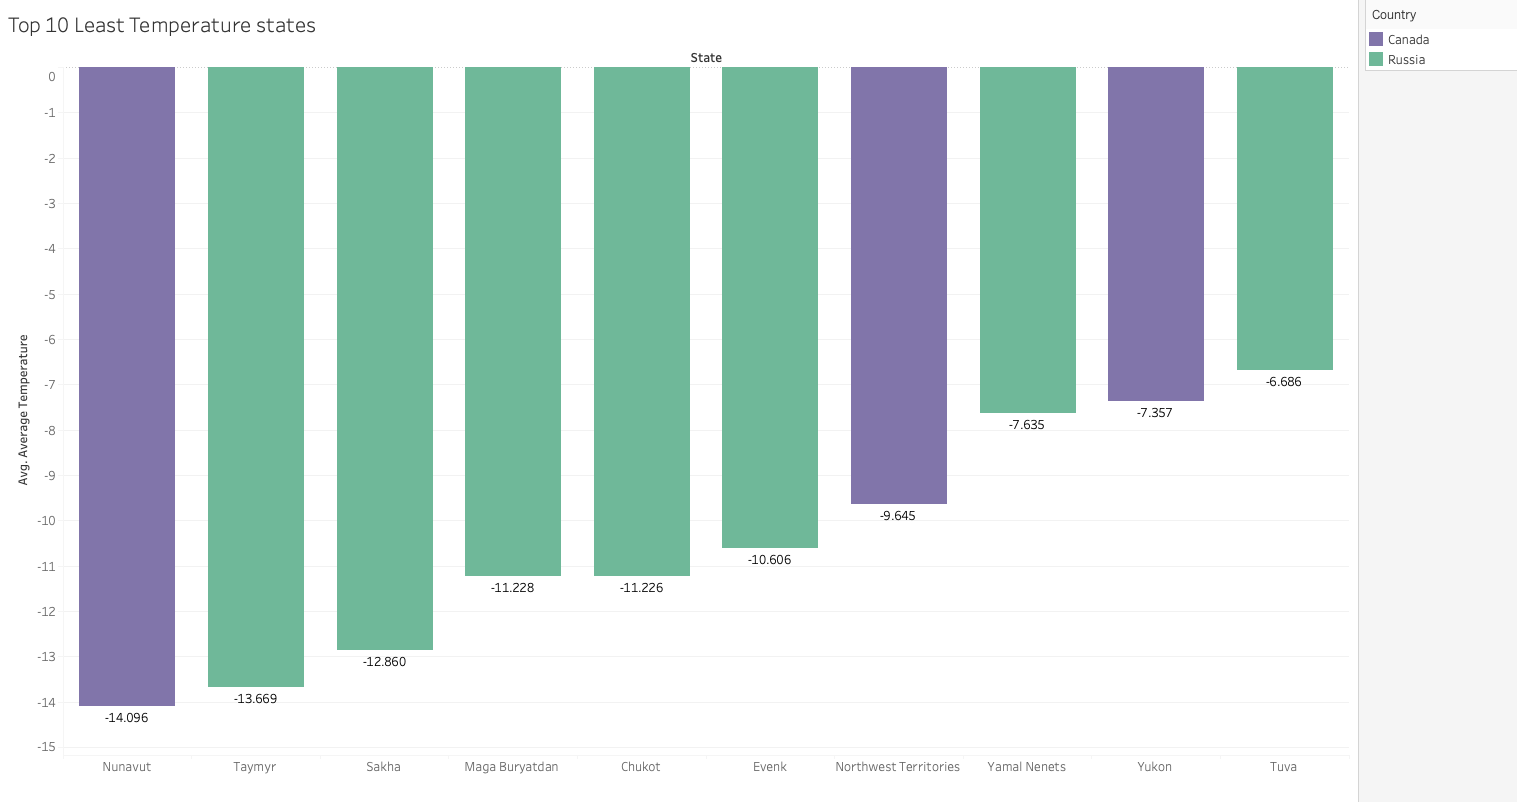 Top 10 Least Temperature states
State
Avg. Average Temperature
0
-1
-2
-3
-4
-5
-6
-7
-8
-9
-10
-11
-12
-13
-14
-15
-14.096
-13.669
-12.860
-11.228
-11.226
-10.606
-9.645
-7.635
-7.357
-6.686
Nunavut
Taymyr
Sakha
Maga Buryatdan
Chukot
Evenk
Northwest Territories
Yamal Nenets
Yukon
Tuva
Country
Canada
Russia